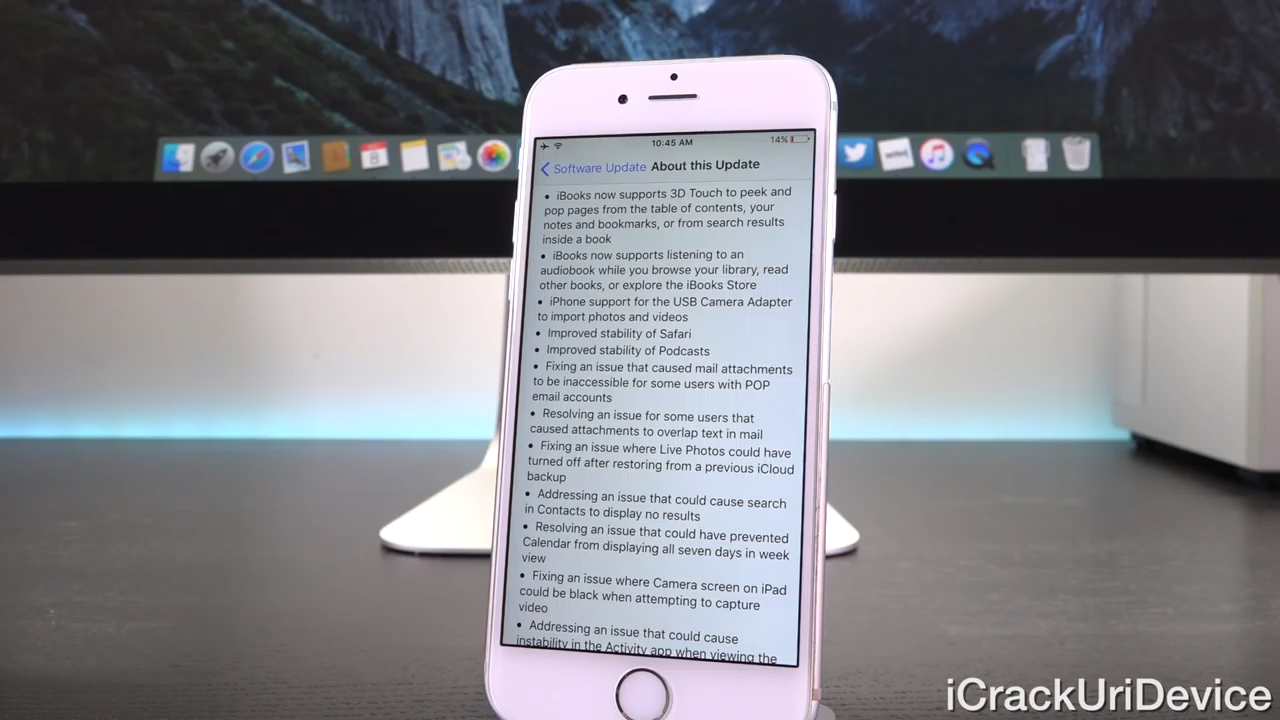 10:45 AM
14%
Software Update About this Update
• iBooks now supports 3D Touch to peek and
pop pages from the table of contents, your
notes and bookmarks, or from search results
inside a book
• iBooks now supports listening to an
audiobook while you browse your library, read
other books, or explore the iBooks Store
• iPhone support for the USB Camera Adapter
to import photos and videos
• Improved stability of Safari
• Improved stability of Podcasts
• Fixing an issue that caused mail attachments
to be inaccessible for some users with POP
email accounts
• Resolving an issue for some users that
caused attachments to overlap text in mail
• Fixing an issue where Live Photos could have
turned off after restoring from a previous iCloud
backup
• Addressing an issue that could cause search
in Contacts to display no results
• Resolving an issue that could have prevented
Calendar from displaying all seven days in week
view
• Fixing an issue where Camera screen on iPad
could be black when attempting to capture
video
• Addressing an issue that could cause
instability in the Activity app when viewing the
8
iCrackUriDevice